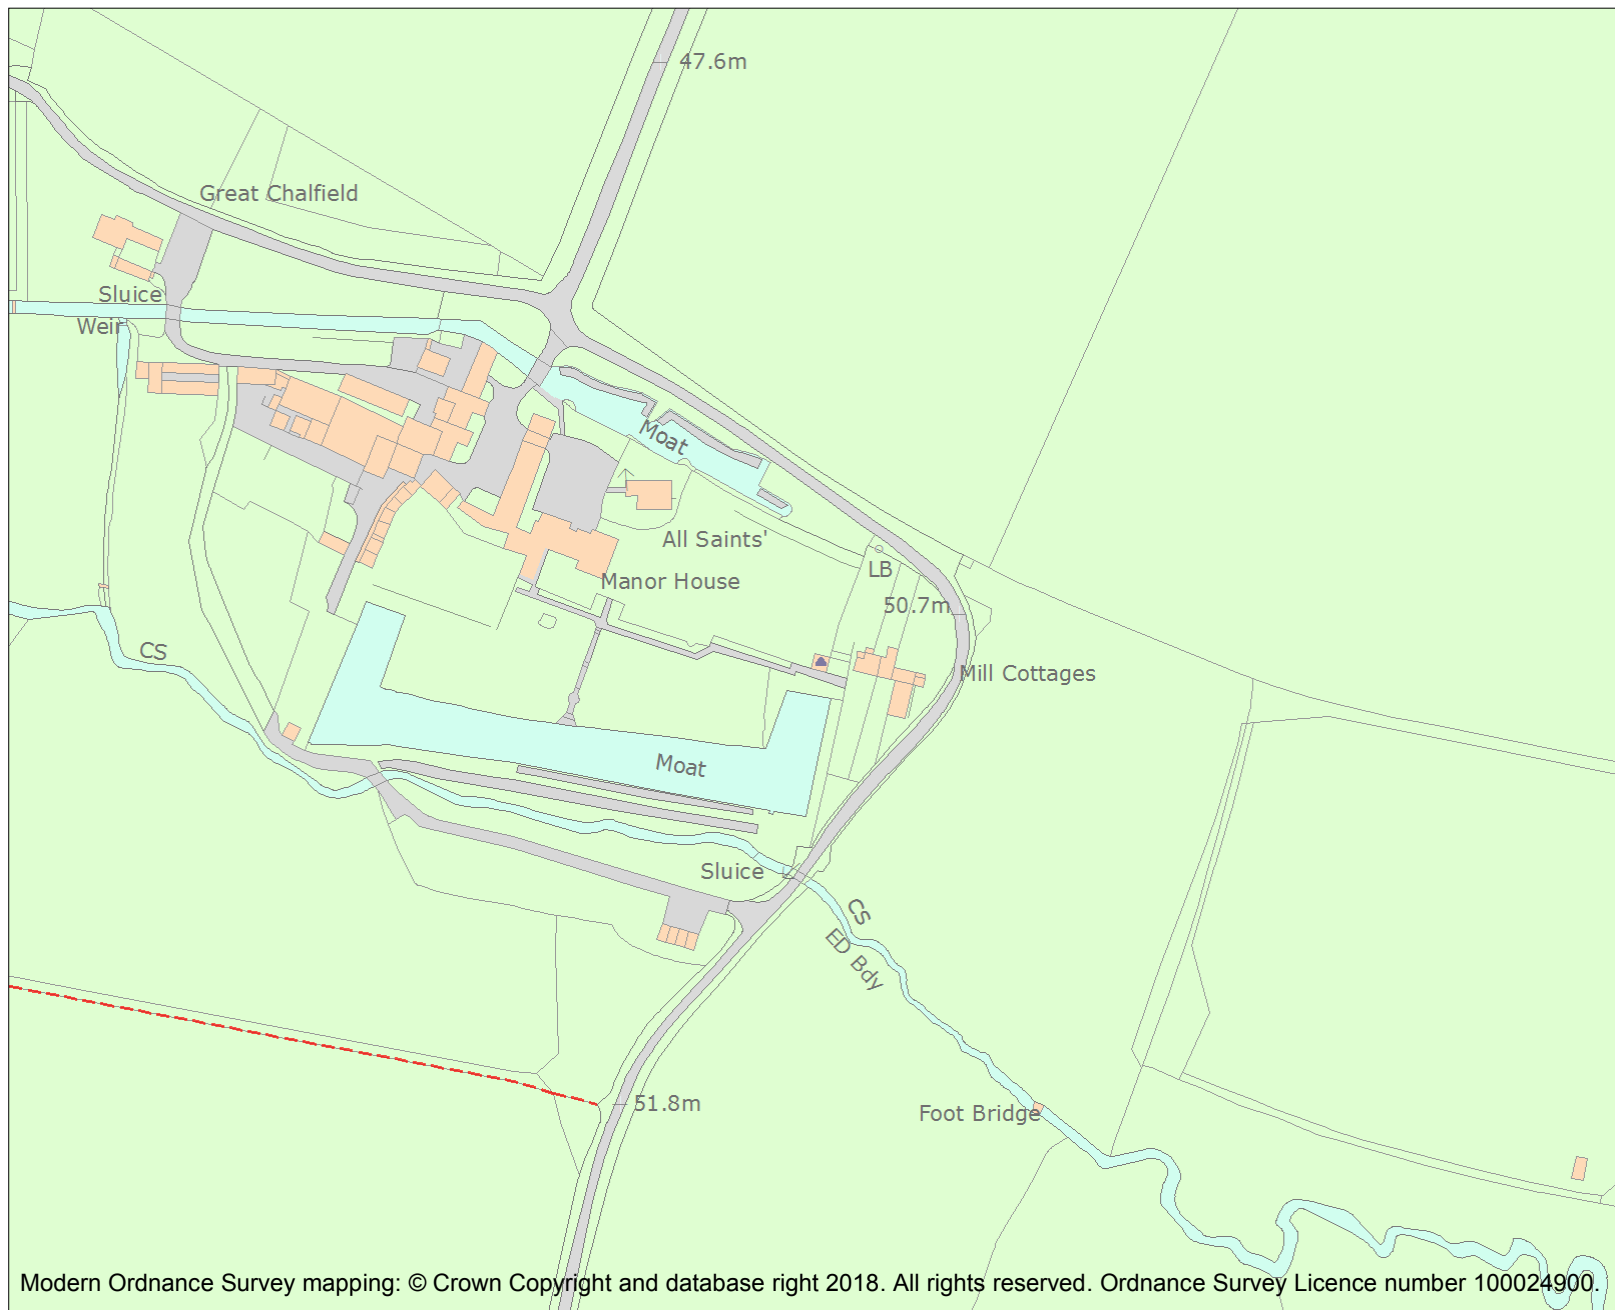 47.6m
Great Chalfield
Sluice
Weir
Moat
All Saints'
LB
Manor House
50.7m
CS
Mill Cottages
Moat
Sluice
CS
ED Bdy
51.8m
Foot Bridge
Modern Ordnance Survey mapping: © Crown Copyright and database right 2018. All rights reserved. Ordnance Survey Licence number 100024900.